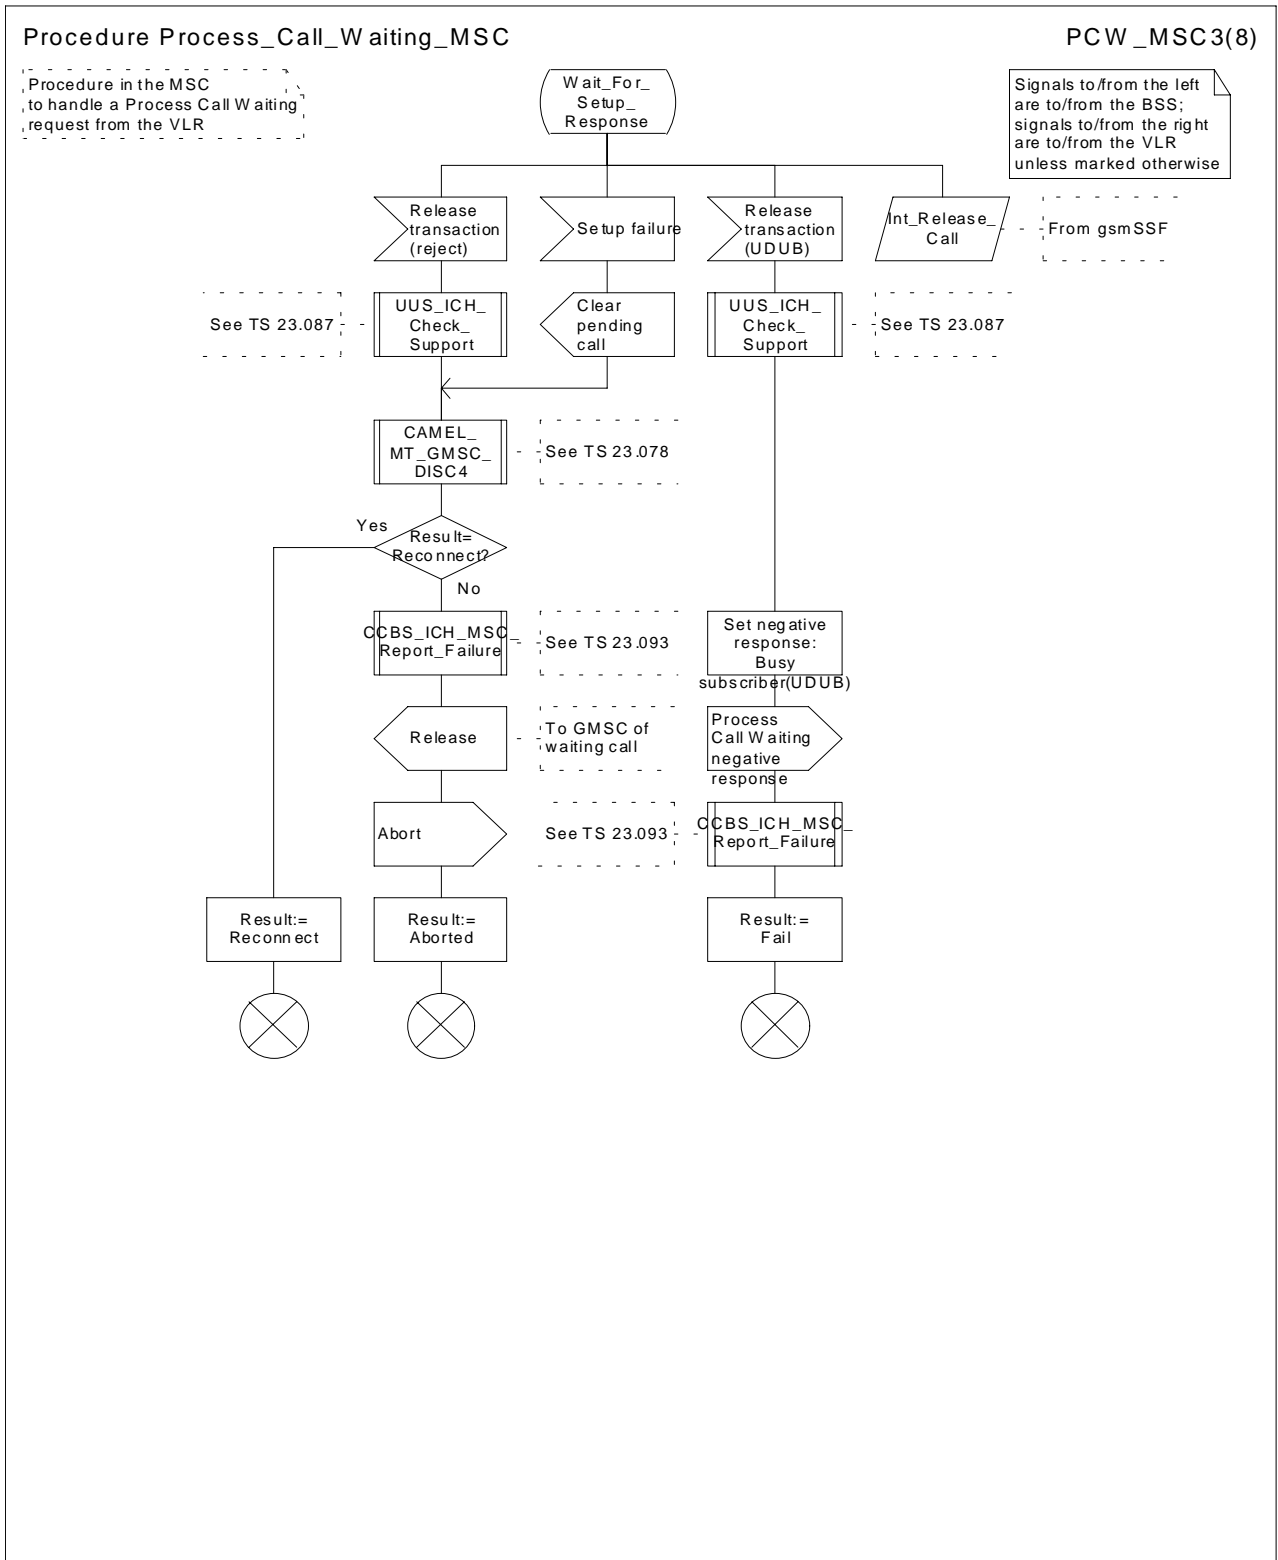 Procedure Process_Call_Waiting_MSC
PCW_MSC3(8)
Procedure in the MSC
to handle a Process Call Waiting
request from the VLR
Wait_For_
Setup_
Response
Signals to/from the left
are to/from the BSS;
signals to/from the right
are to/from the VLR
unless marked otherwise
Release
transaction
(reject)
Setup failure
Release
transaction
(UDUB)
Int_Release_
Call
From gsmSSF
See TS 23.087
UUS_ICH_
Check_
Support
Clear
pending
call
UUS_ICH_
Check_
Support
See TS 23.087
CAMEL_
MT_GMSC_
DISC4
See TS 23.078
Yes
Result=
Reconnect?
No
CCBS_ICH_MSC_
Report_Failure
See TS 23.093
Set negative
response:
Busy
subscriber(UDUB)
Release
To GMSC of
waiting call
Process
Call Waiting
negative
response
Abort
See TS 23.093
CCBS_ICH_MSC_
Report_Failure
Result:=
Reconnect
Result:=
Aborted
Result:=
Fail